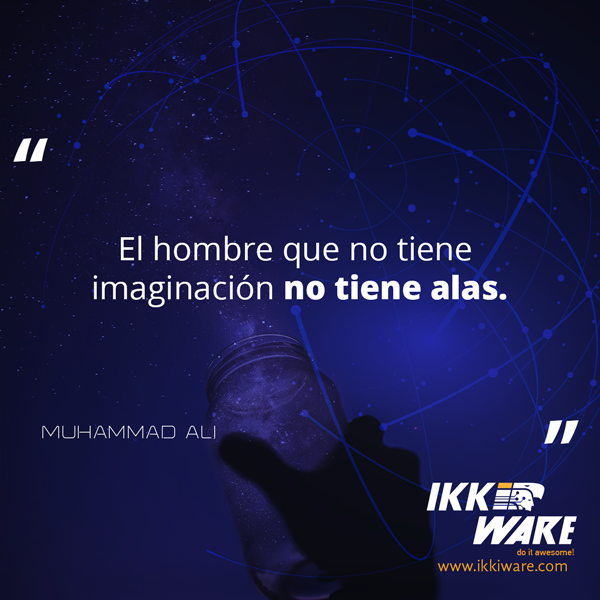 “
El hombre que no tiene
imaginación no tiene alas.
MUHAMMAD ALI
”
IKKI
WARE
do it awesome!
www.ikkiware.com